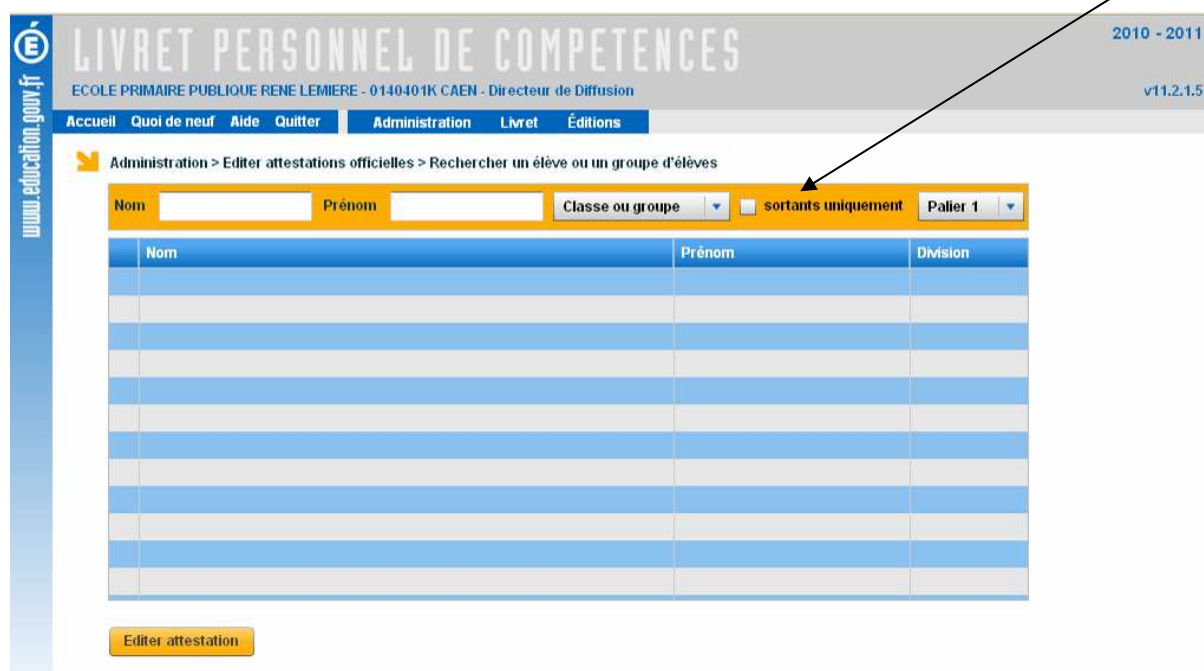 www.education.gouv.fr
LIVRET PERSONNEL DE COMPETENCES
2010 - 2011
ECOLE PRIMAIRE PUBLIQUE RENE LEMIERE - 0140401K CAEN - Directeur de Diffusion
v11.2.1.5
Accueil Quoi de neuf Aide Quitter Administration Livret Éditions
Administration > Editer attestations officielles > Rechercher un élève ou un groupe d'élèves
Nom Prénom Classe ou groupe sortants uniquement Palier 1
Nom Prénom Division
Editer attestation